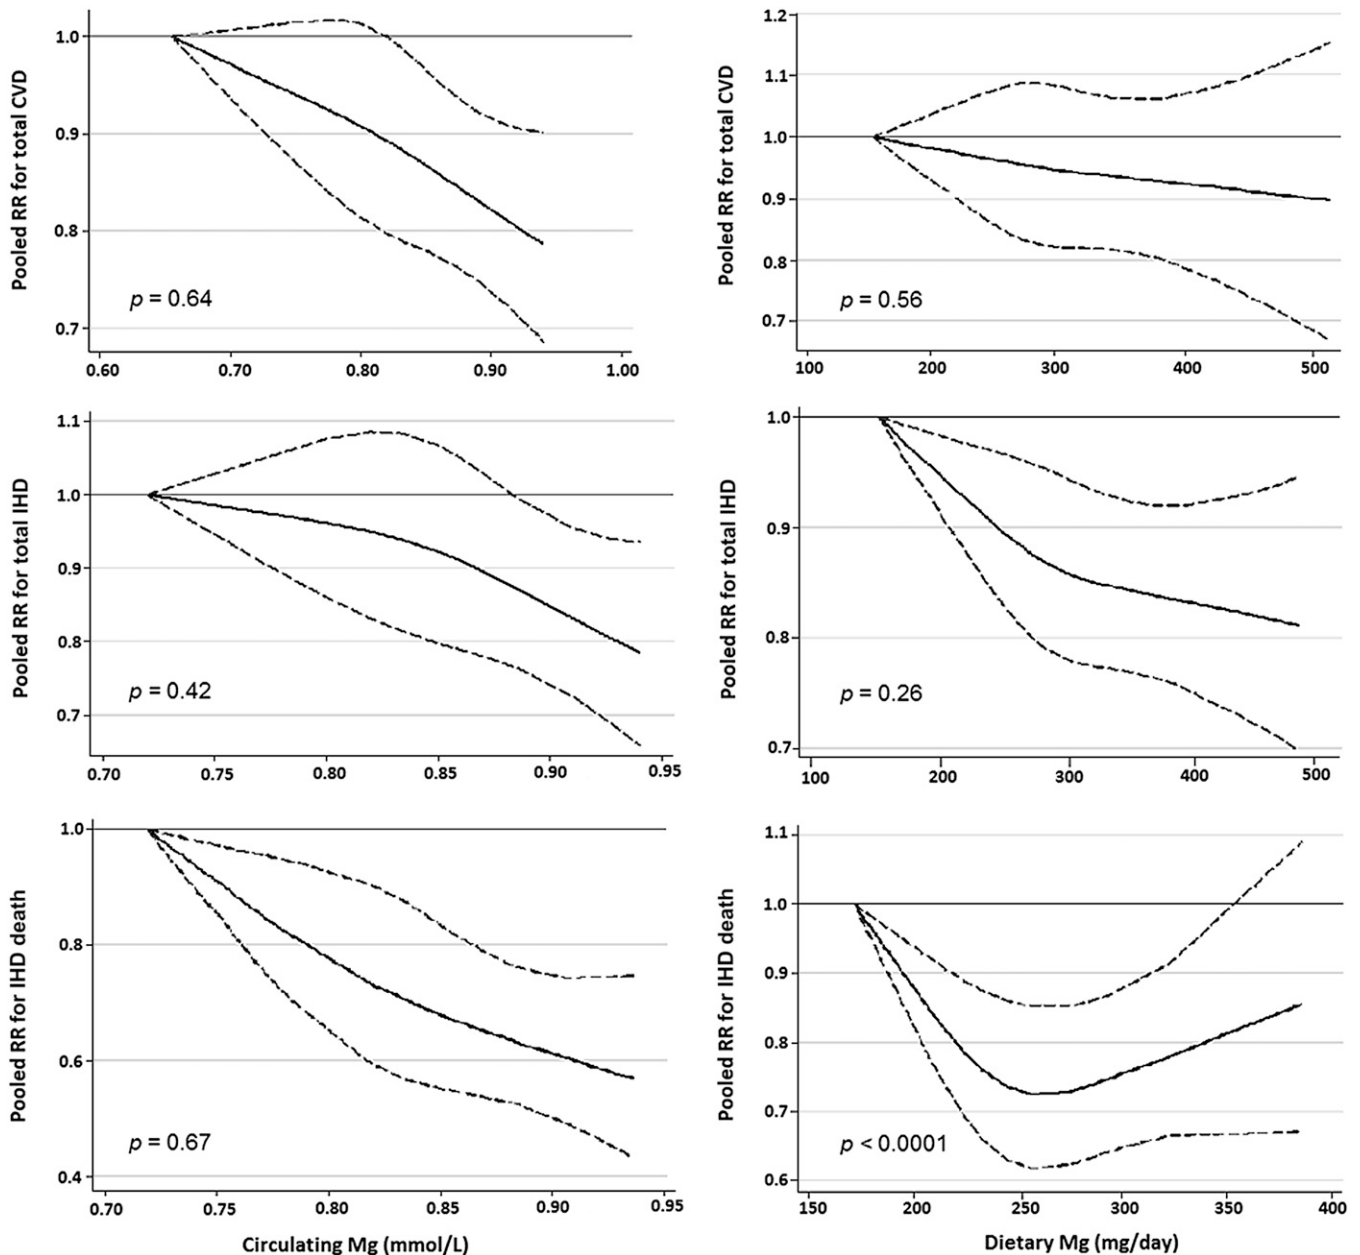 Pooled RR for total CVD
1.0
0.9
0.8
0.7
p = 0.64
0.60 0.70 0.80 0.90 1.00
Pooled RR for total CVD
1.2
1.1
1.0
0.9
0.8
0.7
p = 0.56
100 200 300 400 500
Pooled RR for total IHD
1.1
1.0
0.9
0.8
0.7
p = 0.42
0.70 0.75 0.80 0.85 0.90 0.95
Pooled RR for total IHD
1.0
0.9
0.8
0.7
p = 0.26
100 200 300 400 500
Pooled RR for IHD death
1.0
0.8
0.6
0.4
p = 0.67
0.70 0.75 0.80 0.85 0.90 0.95
Circulating Mg (mmol/L)
Pooled RR for IHD death
1.1
1.0
0.9
0.8
0.7
0.6
p < 0.0001
150 200 250 300 350 400
Dietary Mg (mg/day)